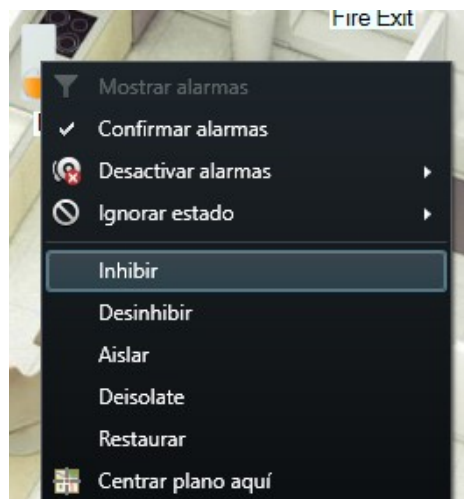 Fire Exit
Mostrar alarmas
Confirmar alarmas
Desactivar alarmas
Ignorar estado
Inhibir
Desinhibir
Aislar
Deisolate
Restaurar
Centrar plano aquí